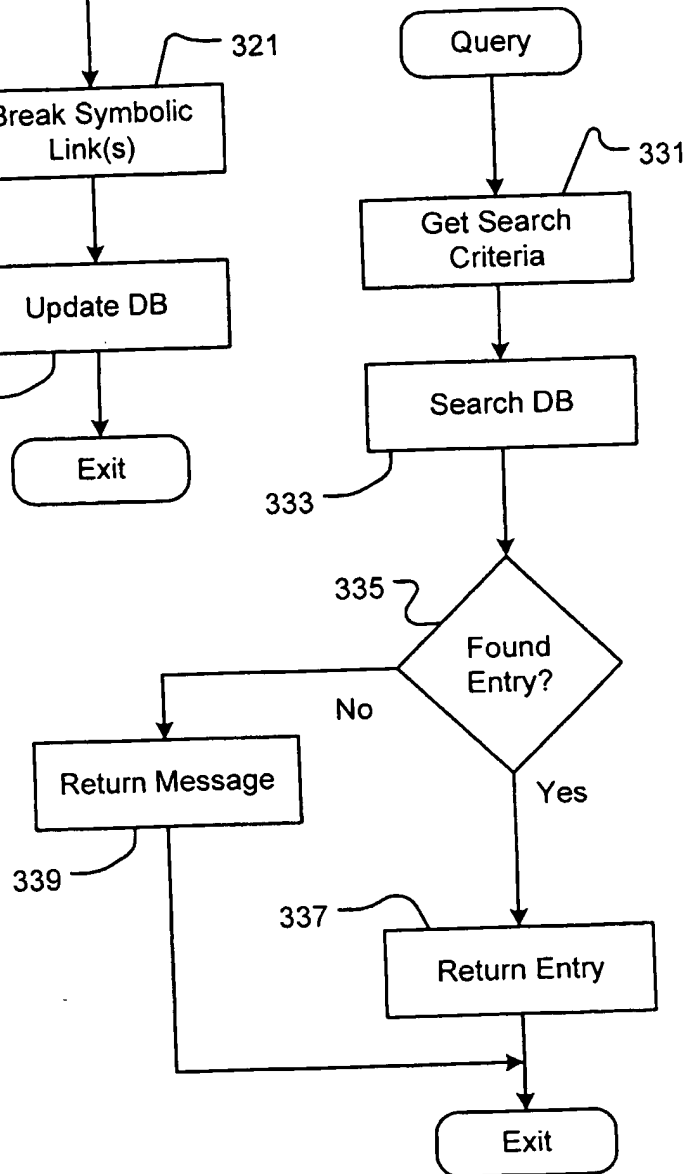 321
Break Symbolic
Link(s)
Update DB
Exit
Query
331
Get Search
Criteria
Search DB
333
335
Found
Entry?
No
Yes
Return Message
339
337
Return Entry
Exit